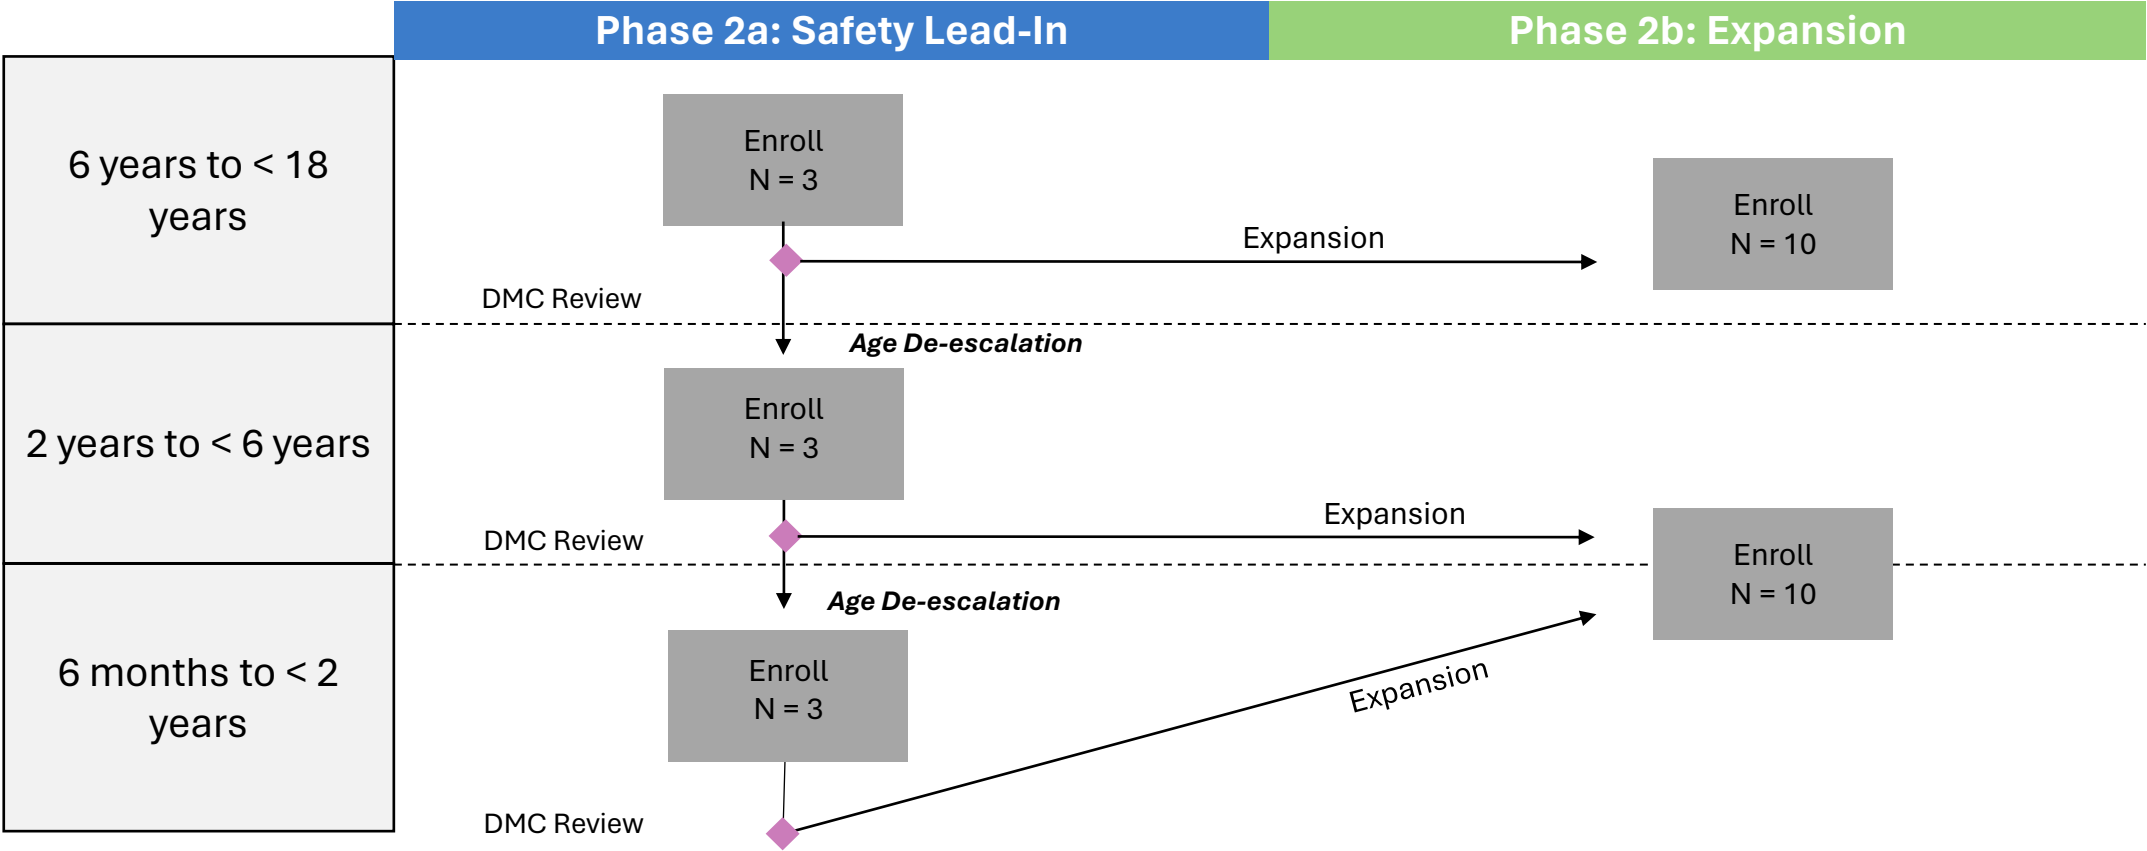 Phase 2a: Safety Lead-In
Phase 2b: Expansion
6 years to < 18
years
Enroll
N = 3
Enroll
N = 10
Expansion
DMC Review
Age De-escalation
2 years to < 6 years
Enroll
N = 3
Expansion
DMC Review
Enroll
N = 10
Age De-escalation
6 months to < 2
years
Enroll
N = 3
Expansion
DMC Review